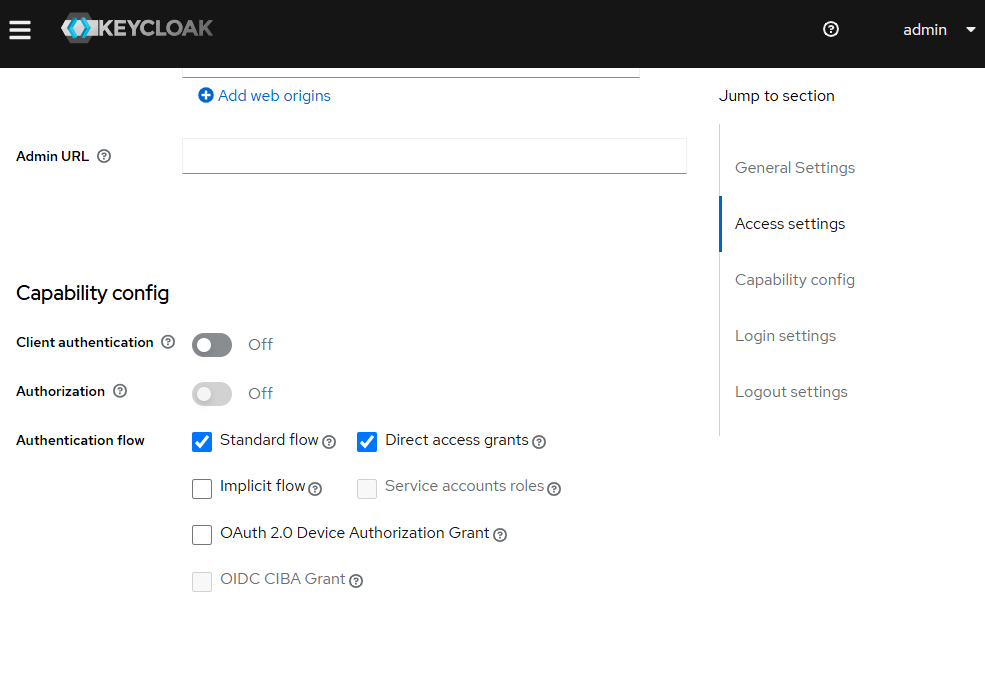 KEYCLOAK
admin
Add web origins
Jump to section
Admin URL
General Settings
Access settings
Capability config
Login settings
Logout settings
Capability config
Client authentication
Off
Authorization
Off
Authentication flow
Standard flow
Direct access grants
Implicit flow
Service accounts roles
OAuth 2.0 Device Authorization Grant
OIDC CIBA Grant